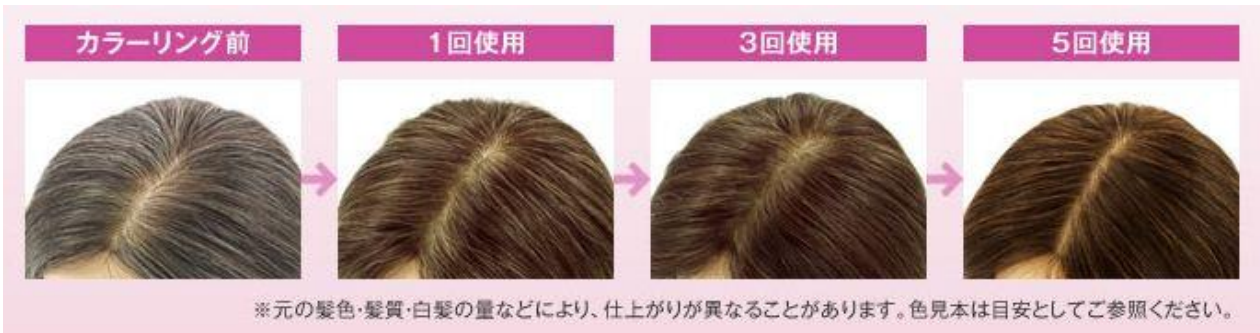 カラーリング前
1回使用
3回使用
5回使用
※元の髪色・髪質・白髪の量などにより、仕上がりが異なることがあります。色見本は目安としてご参照ください。